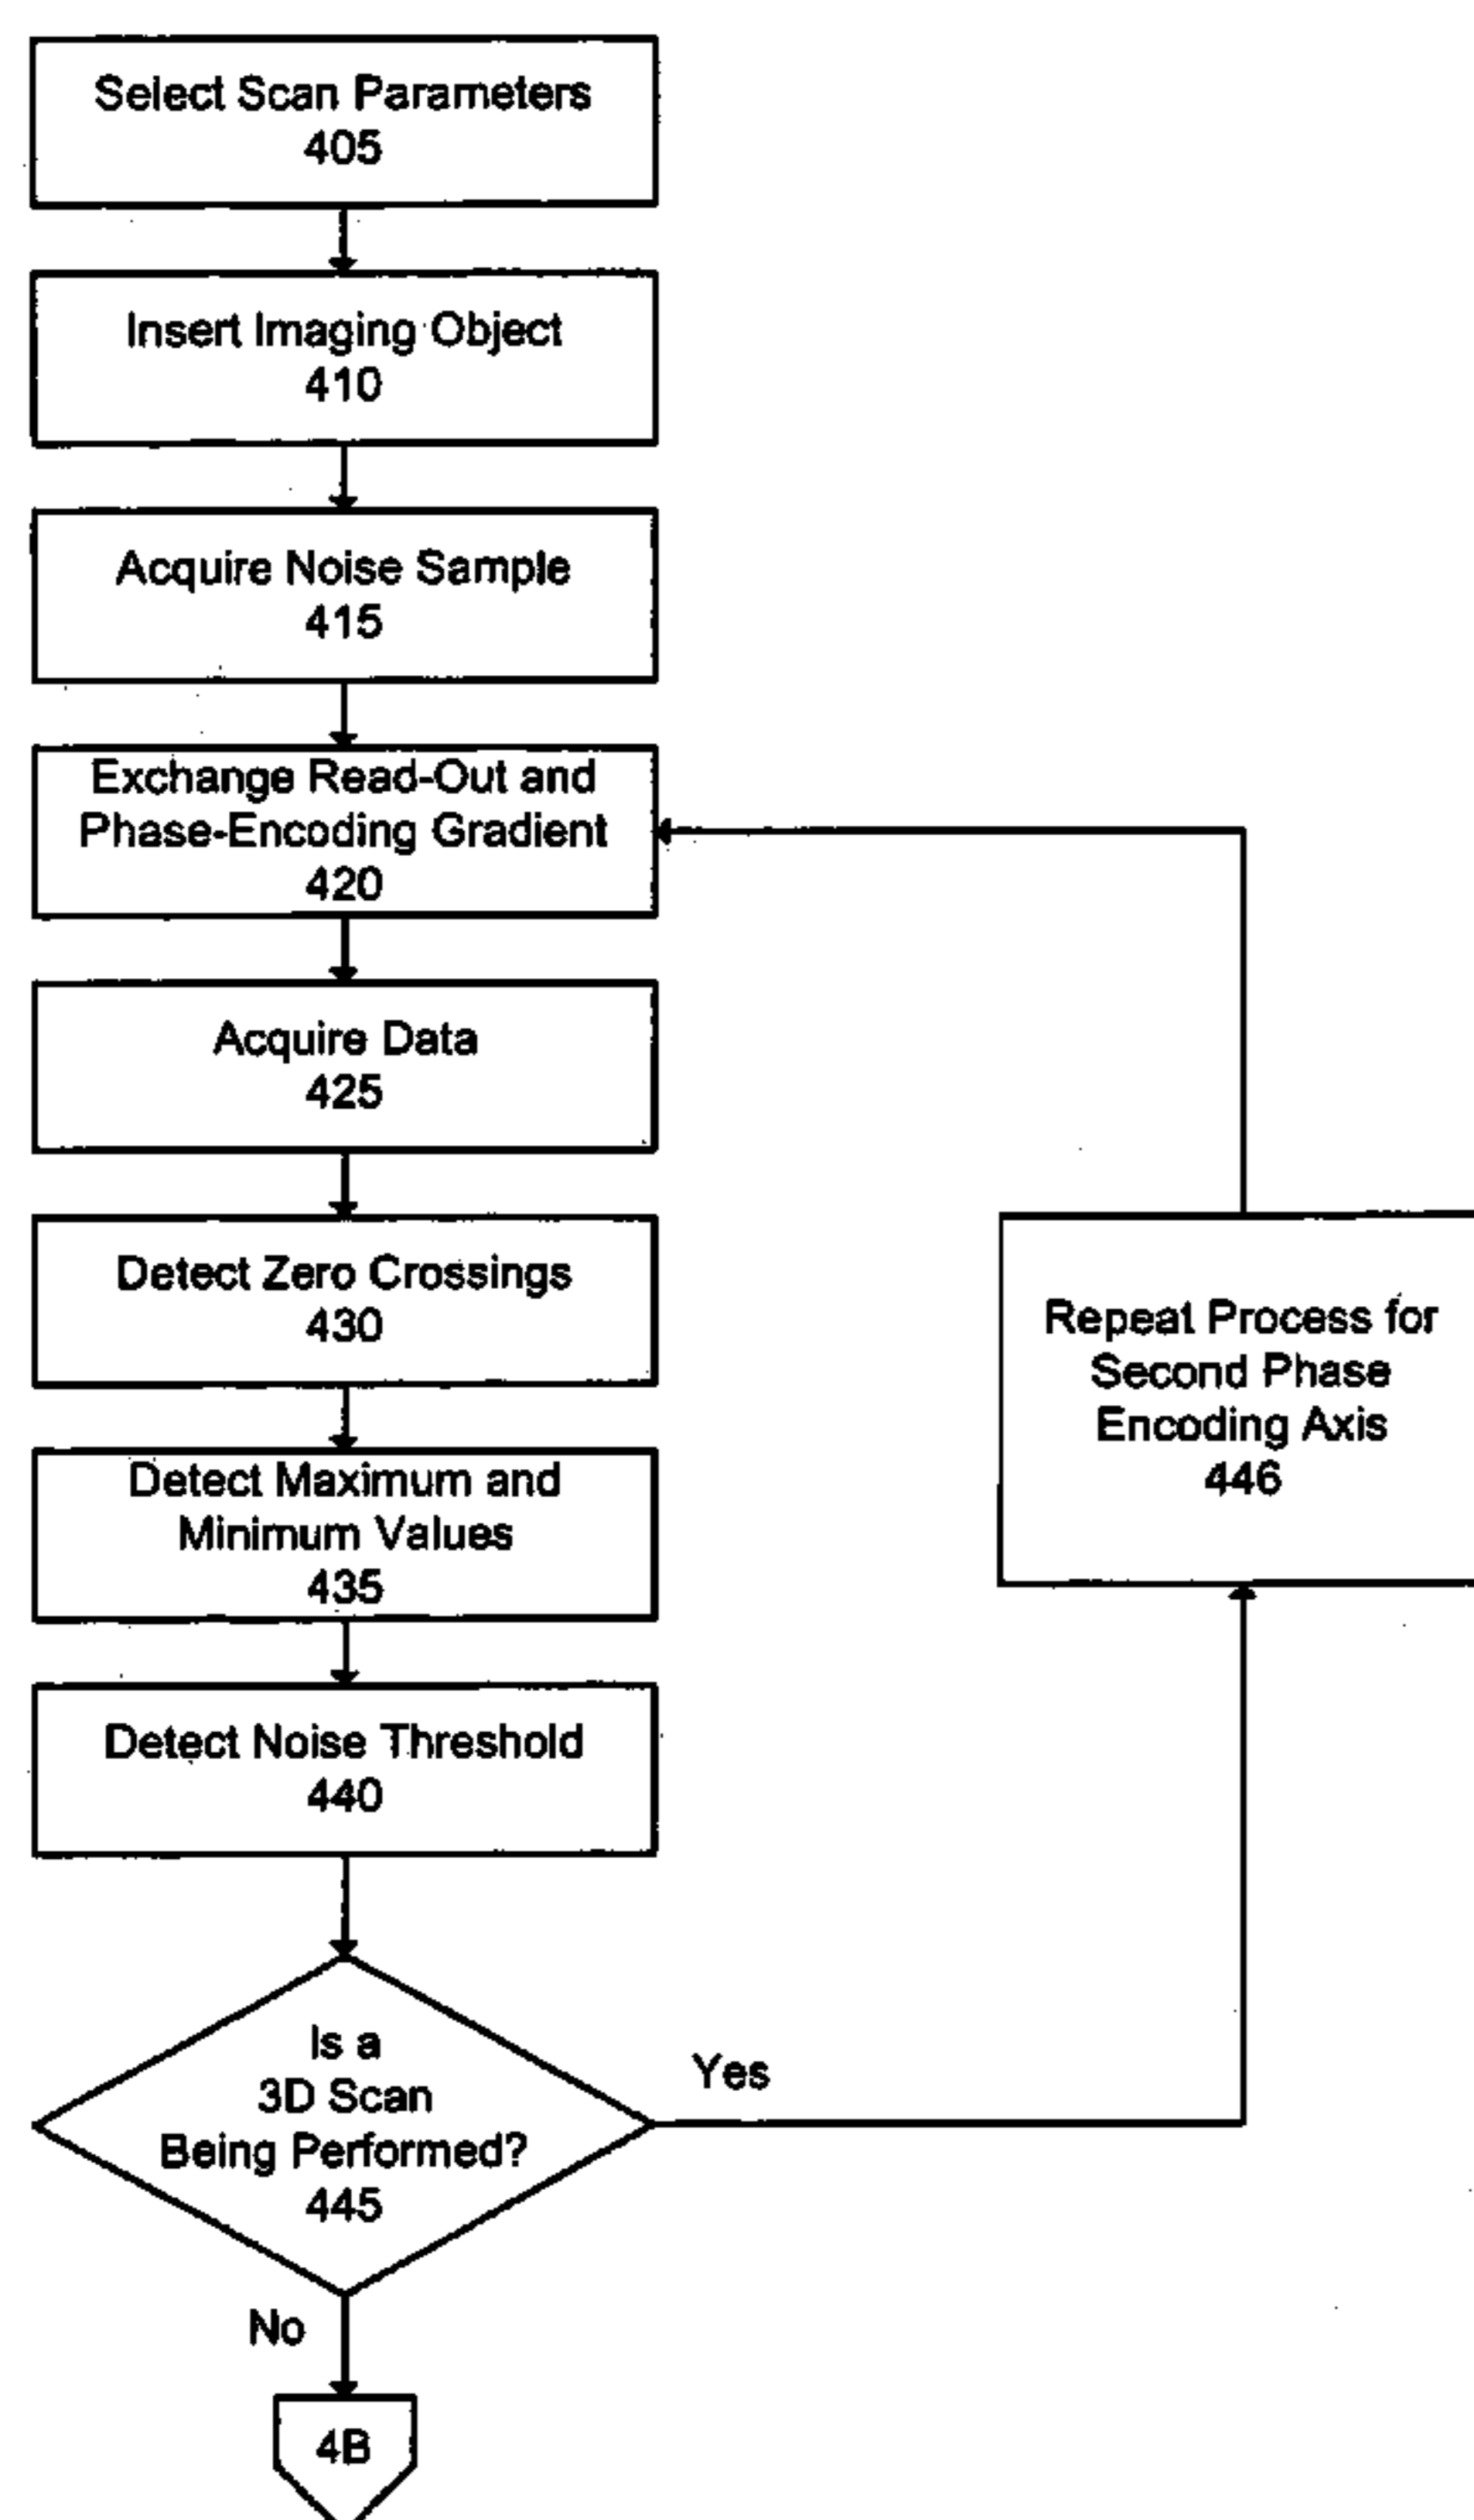 Select Scan Parameters
405
Insert Imaging Object
410
Acquire Noise Sample
415
Exchange Read-Out and
Phase-Encoding Gradient
420
Acquire Data
425
Detect Zero Crossings
430
Detect Maximum and
Minimum Values
435
Repeat Process for
Second Phase
Encoding Axis
446
Detect Noise Threshold
440
Is a
3D Scan
Being Performed?
445
Yes
No
4B